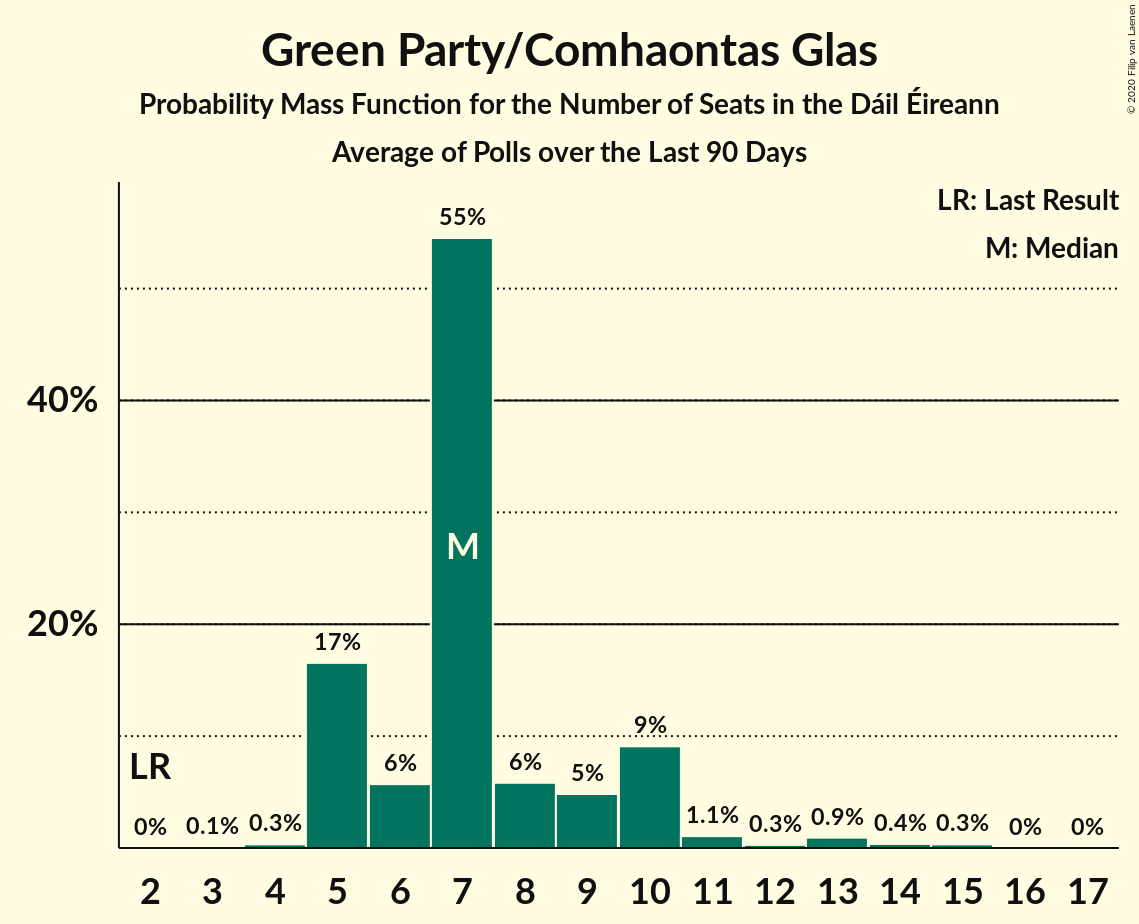 Green Party/Comhaontas Glas
Probability Mass Function for the Number of Seats in the Dáil Éireann
Average of Polls over the Last 90 Days
© 2020 Filip van Laenen
LR: Last Result
M: Median
55%
40%
M
20%
17%
9%
LR
6%
6%
5%
0%
0.1%
0.3%
1.1%
0.3%
0.9%
0.4%
0.3%
0%
0%
2 3 4 5 6 7 8 9 10 11 12 13 14 15 16 17